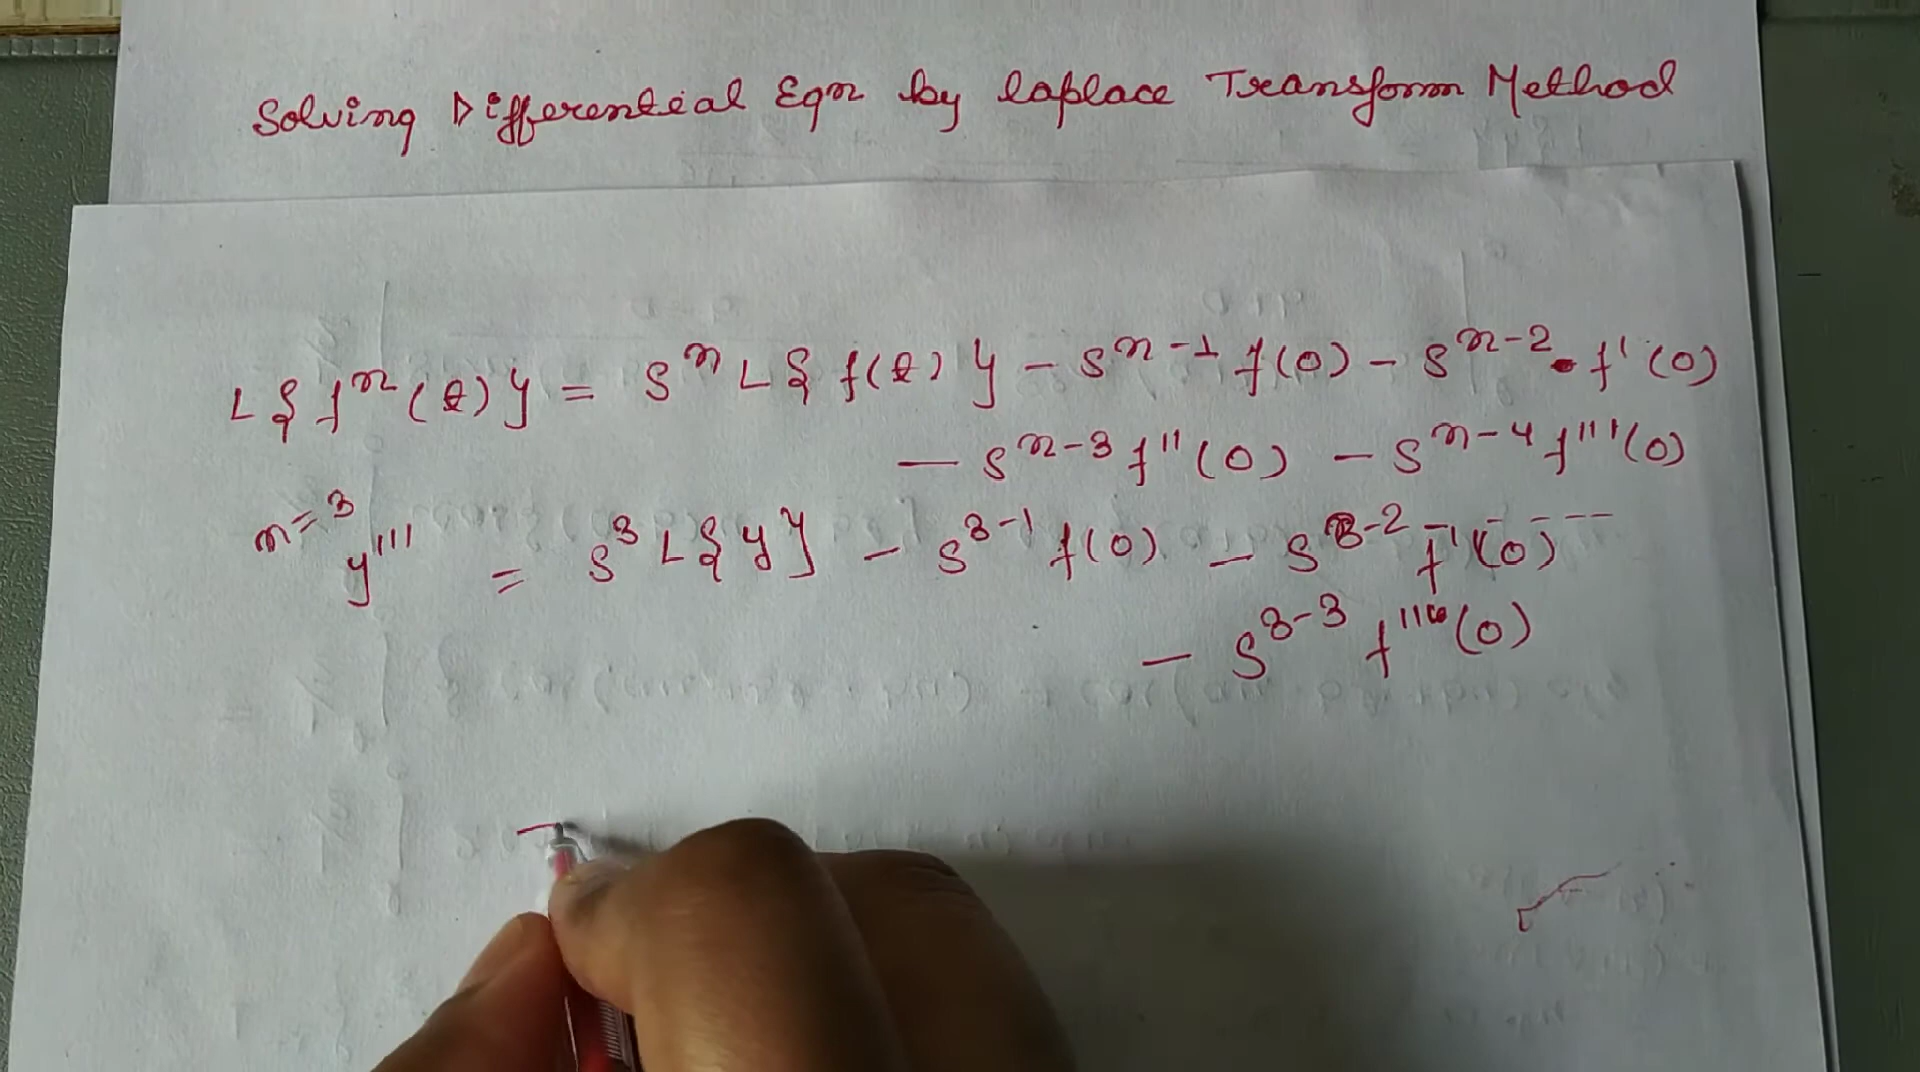 Solving Differential Eqn by laplace Transform Method
L{f^n(t)} = s^n L{f(t)} - s^n-1 f(0) - s^n-2 . f'(0)
- s^n-3 f''(0) - s^n-4 f'''(0)
- - - - -
n=3
y''' = s^3 L{y} - s^3-1 f(0) - s^3-2 f'(0)
- s^3-3 f''(0)